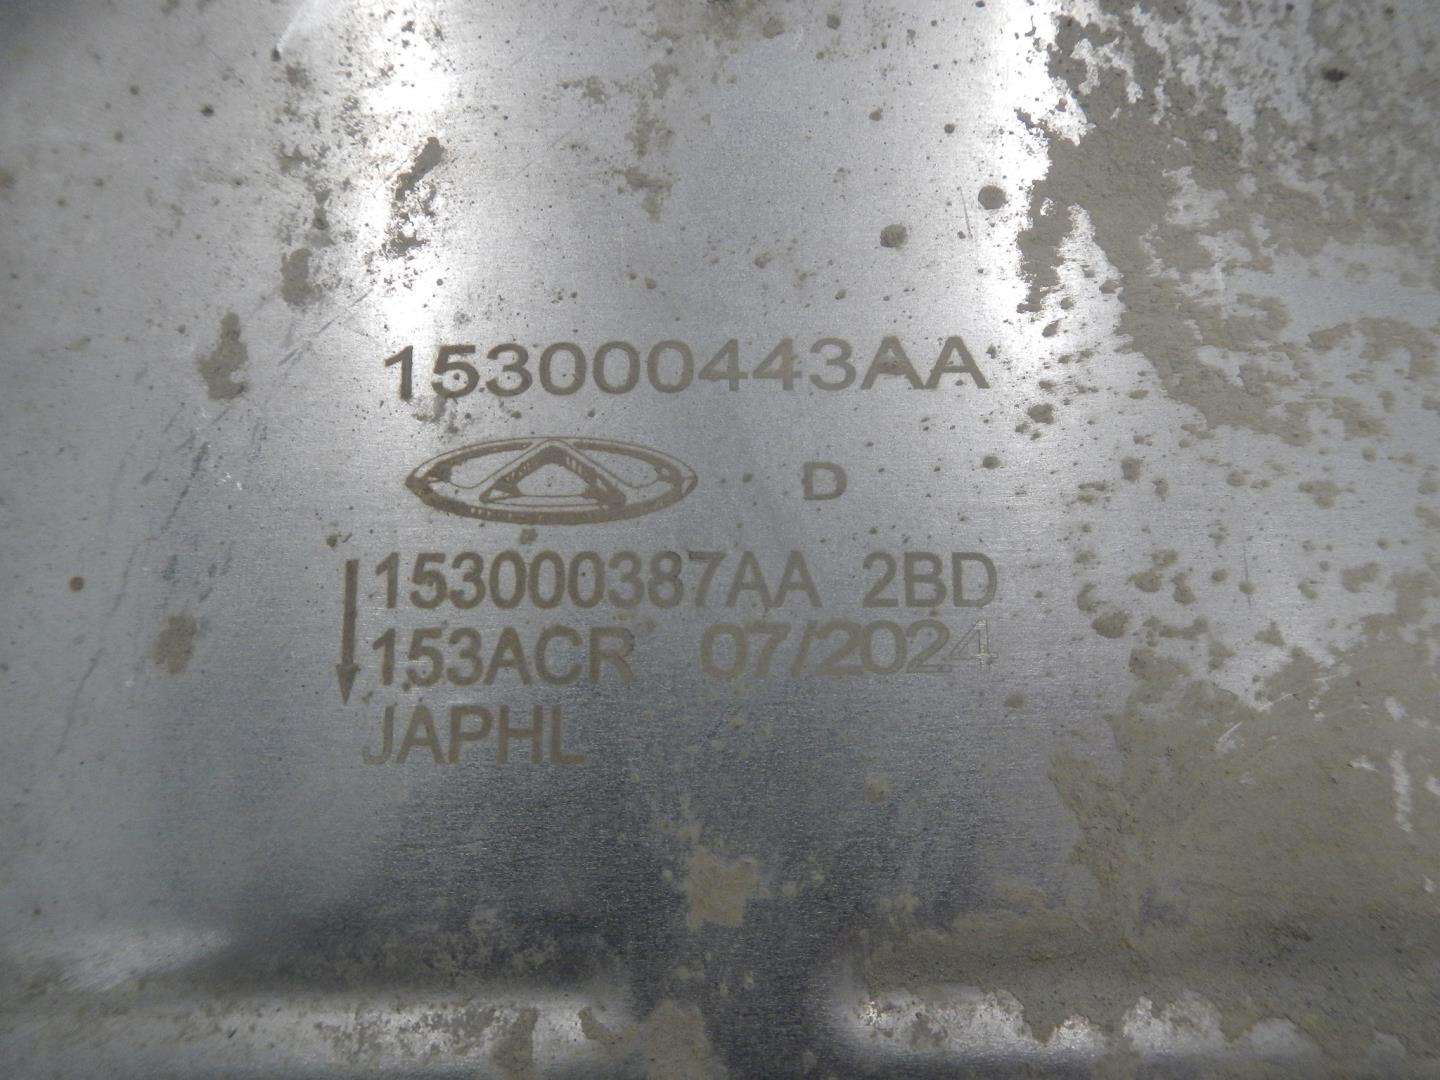 153000443AA
D
153000387AA 2BD
153ACR 07/2024
JAPHL